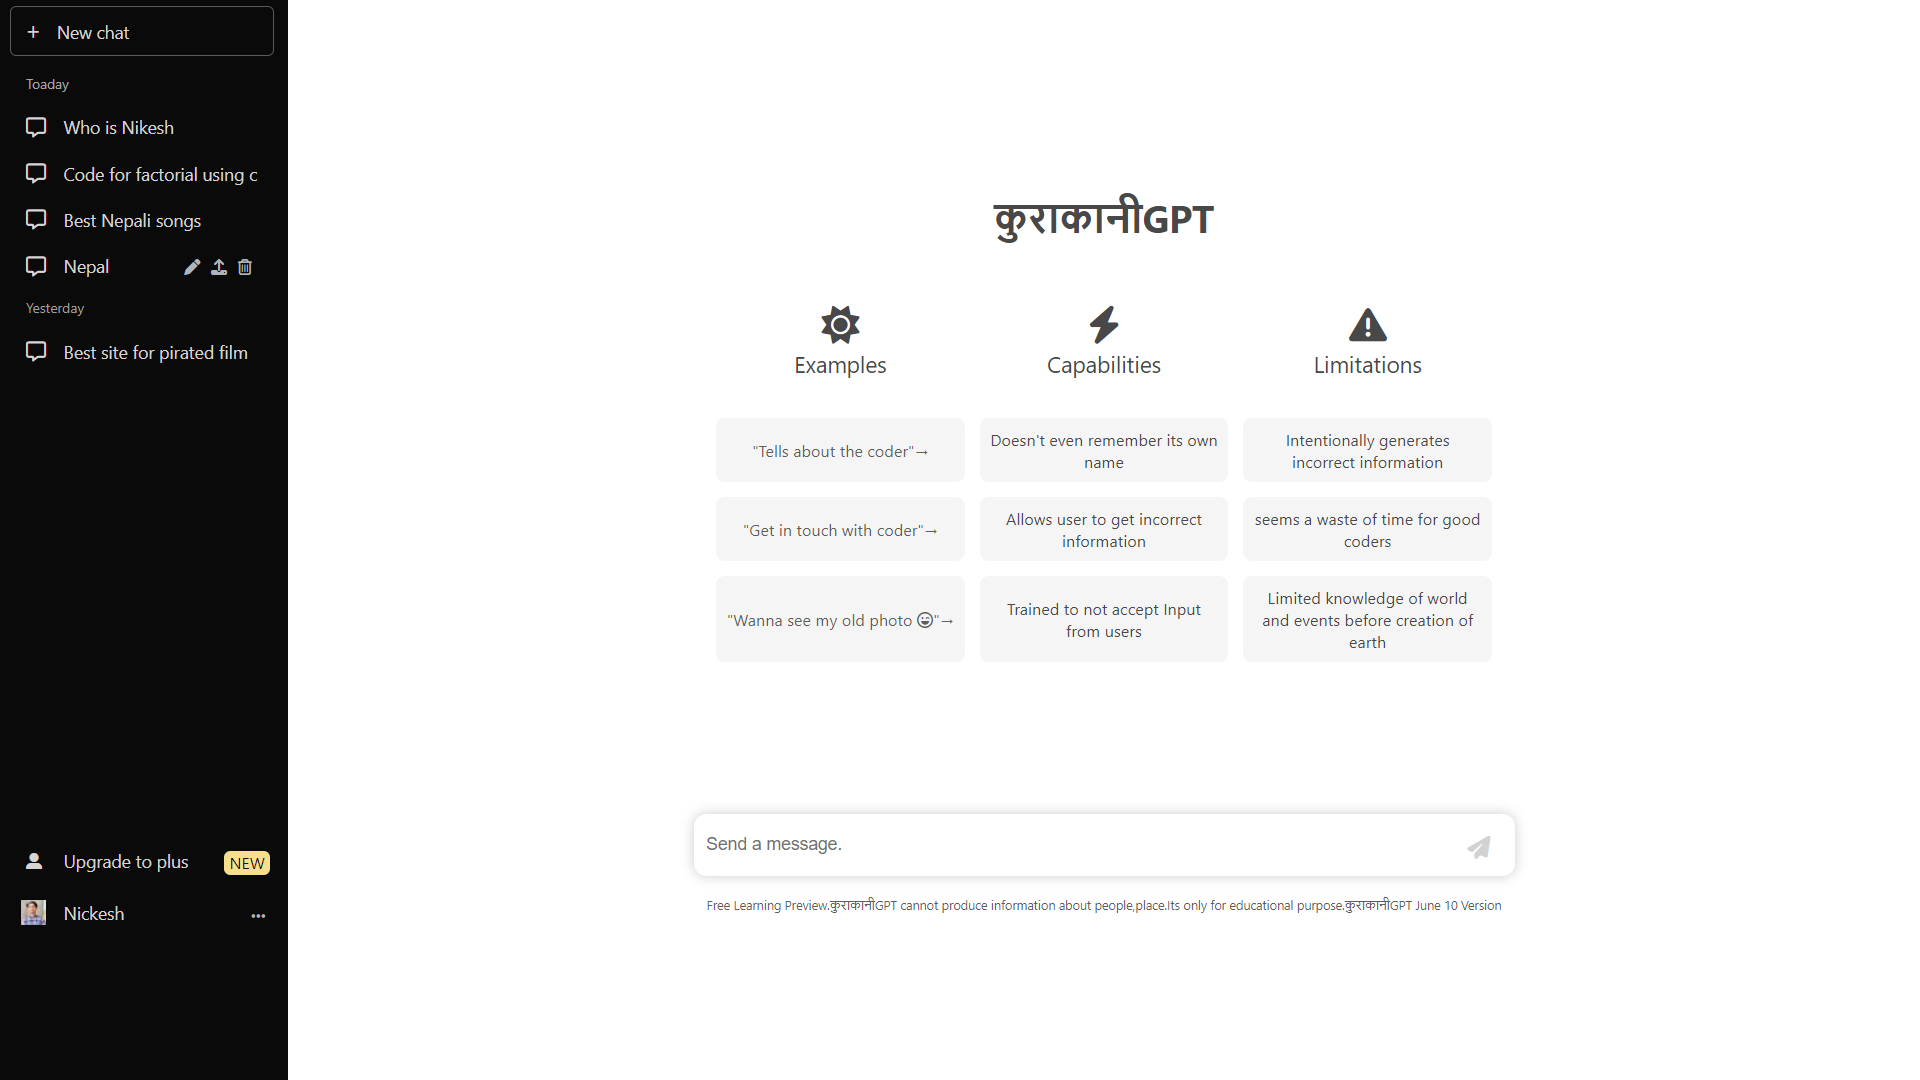 + New chat
Toaday
Who is Nikesh
Code for factorial using c
Best Nepali songs
Nepal
Yesterday
Best site for pirated film
Upgrade to plus NEW
Nickesh ...
कुराकानीGPT
Examples
Capabilities
Limitations
"Tells about the coder"→
Doesn't even remember its own
name
Intentionally generates
incorrect information
"Get in touch with coder"→
Allows user to get incorrect
information
seems a waste of time for good
coders
"Wanna see my old photo 😀"→
Trained to not accept Input
from users
Limited knowledge of world
and events before creation of
earth
Send a message.
Free Learning Preview.कुराकानीGPT cannot produce information about people,place.Its only for educational purpose.कुराकानीGPT June 10 Version